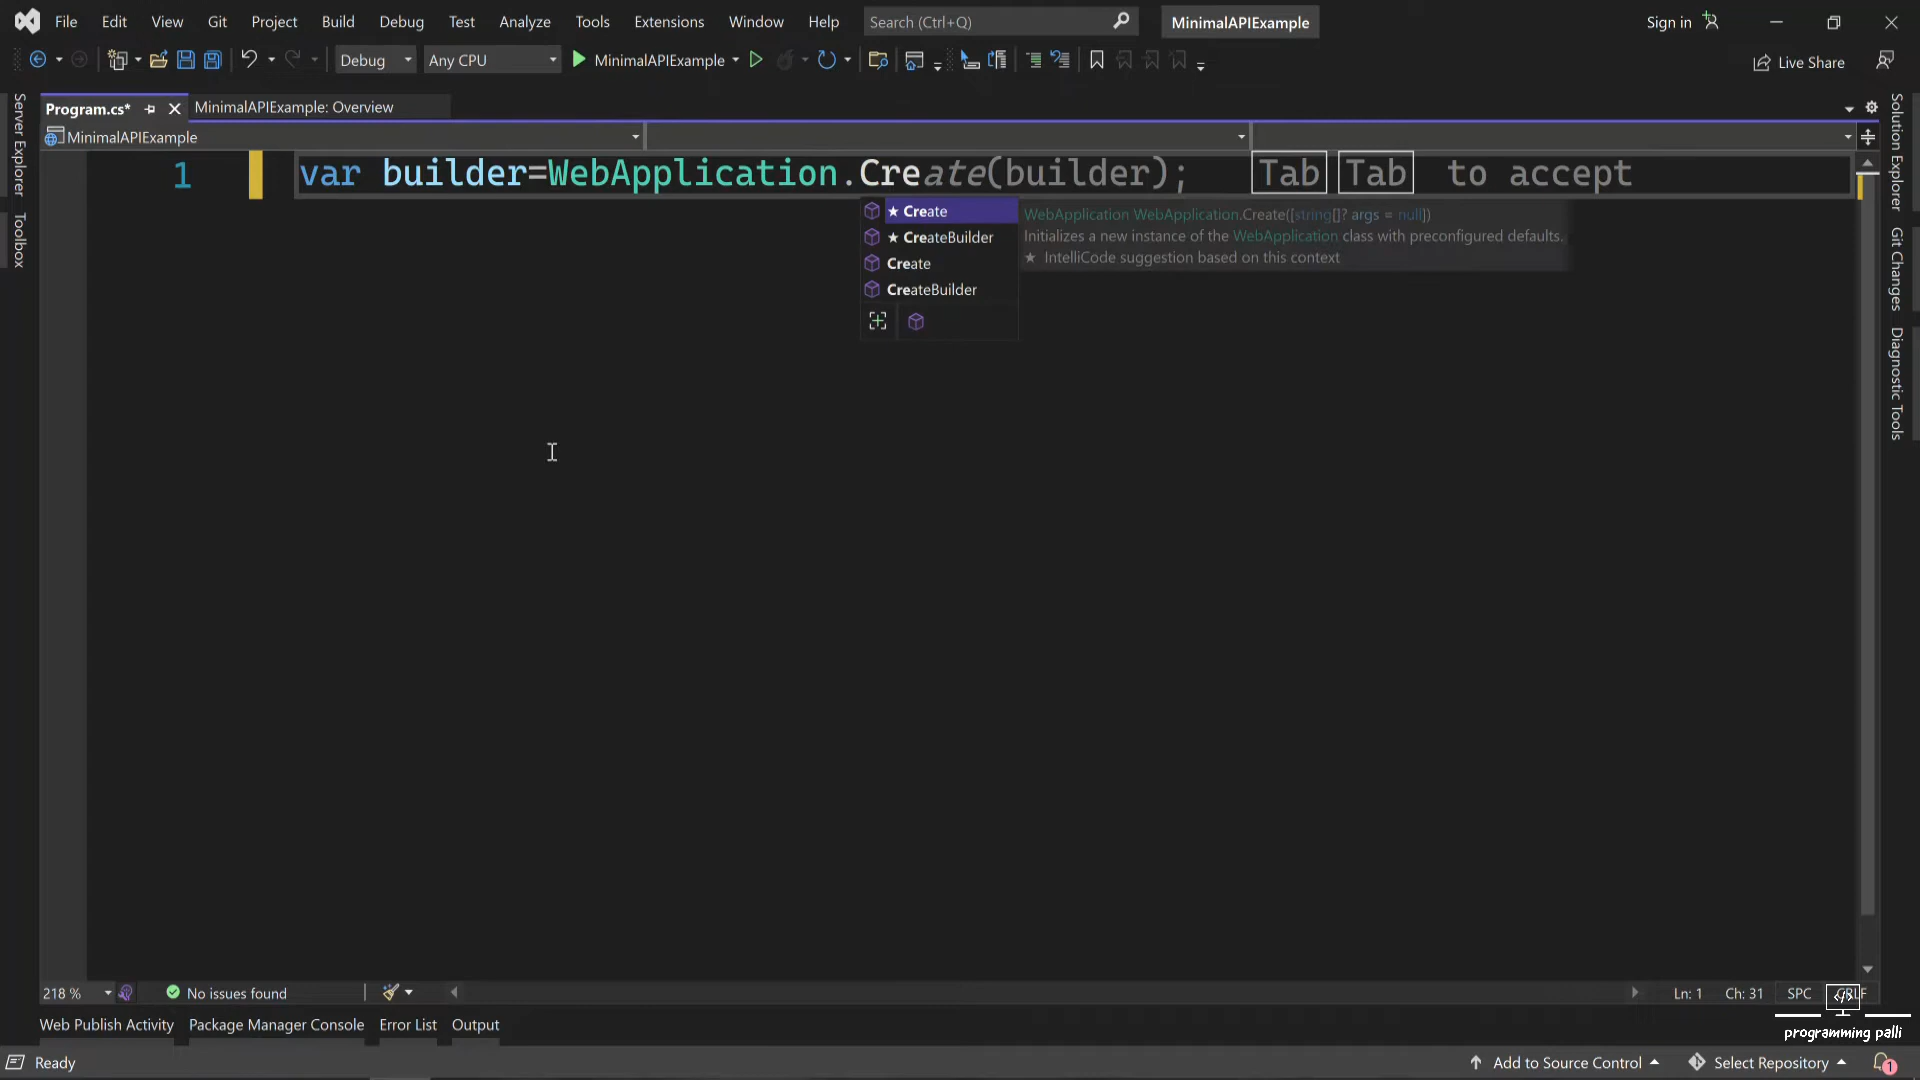 File Edit View Git Project Build Debug Test Analyze Tools Extensions Window Help Search (Ctrl+Q) MinimalAPIExample Sign in
Debug Any CPU MinimalAPIExample Live Share
Program.cs* MinimalAPIExample: Overview
MinimalAPIExample
Server Explorer
Toolbox
1 var builder=WebApplication.Create(builder); Tab Tab to accept
★ Create
★ CreateBuilder
Create
CreateBuilder
WebApplication WebApplication.Create([string[]? args = null])
Initializes a new instance of the WebApplication class with preconfigured defaults.
★ IntelliCode suggestion based on this context
Solution Explorer
Git Changes
Diagnostic Tools
218 % No issues found Ln: 1 Ch: 31 SPC CRLF
Web Publish Activity Package Manager Console Error List Output
programming palli
Ready Add to Source Control Select Repository 1